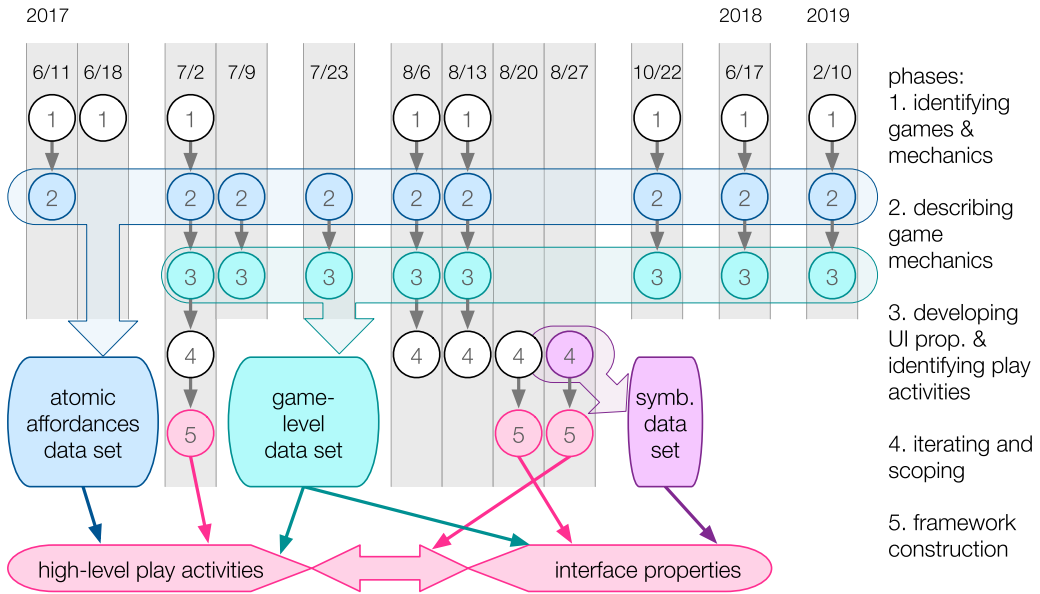 2017 2018 2019
6/11 6/18 7/2 7/9 7/23 8/6 8/13 8/20 8/27 10/22 6/17 2/10
1 1 1 1 1 1 1 1
2 2 2 2 2 2 2 2 2
3 3 3 3 3 3 3 3
4 4 4 4 4
5 5 5
atomic
affordances
data set
game-
level
data set
symb.
data
set
high-level play activities
interface properties
phases:
1. identifying
games &
mechanics
2. describing
game
mechanics
3. developing
UI prop. &
identifying play
activities
4. iterating and
scoping
5. framework
construction